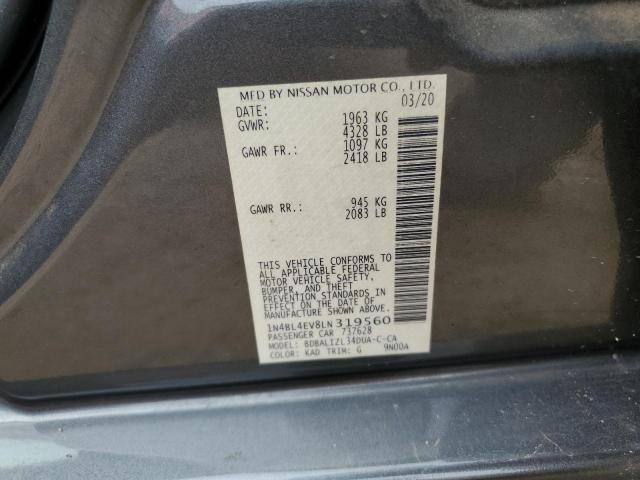 MFD BY NISSAN MOTOR CO., LTD.
DATE: 03/20
GVWR: 1963 KG
4328 LB
GAWR FR.: 1097 KG
2418 LB
GAWR RR.: 945 KG
2083 LB
THIS VEHICLE CONFORMS TO
ALL APPLICABLE FEDERAL
MOTOR VEHICLE SAFETY,
BUMPER, AND THEFT
PREVENTION STANDARDS IN
EFFECT ON THE DATE OF
MANUFACTURE SHOWN ABOVE.
1N4BL4EV8LN319560
PASSENGER CAR 737628
MODEL: BDBALIZL34DUA-C-CA
COLOR: KAD TRIM: G 9N00A